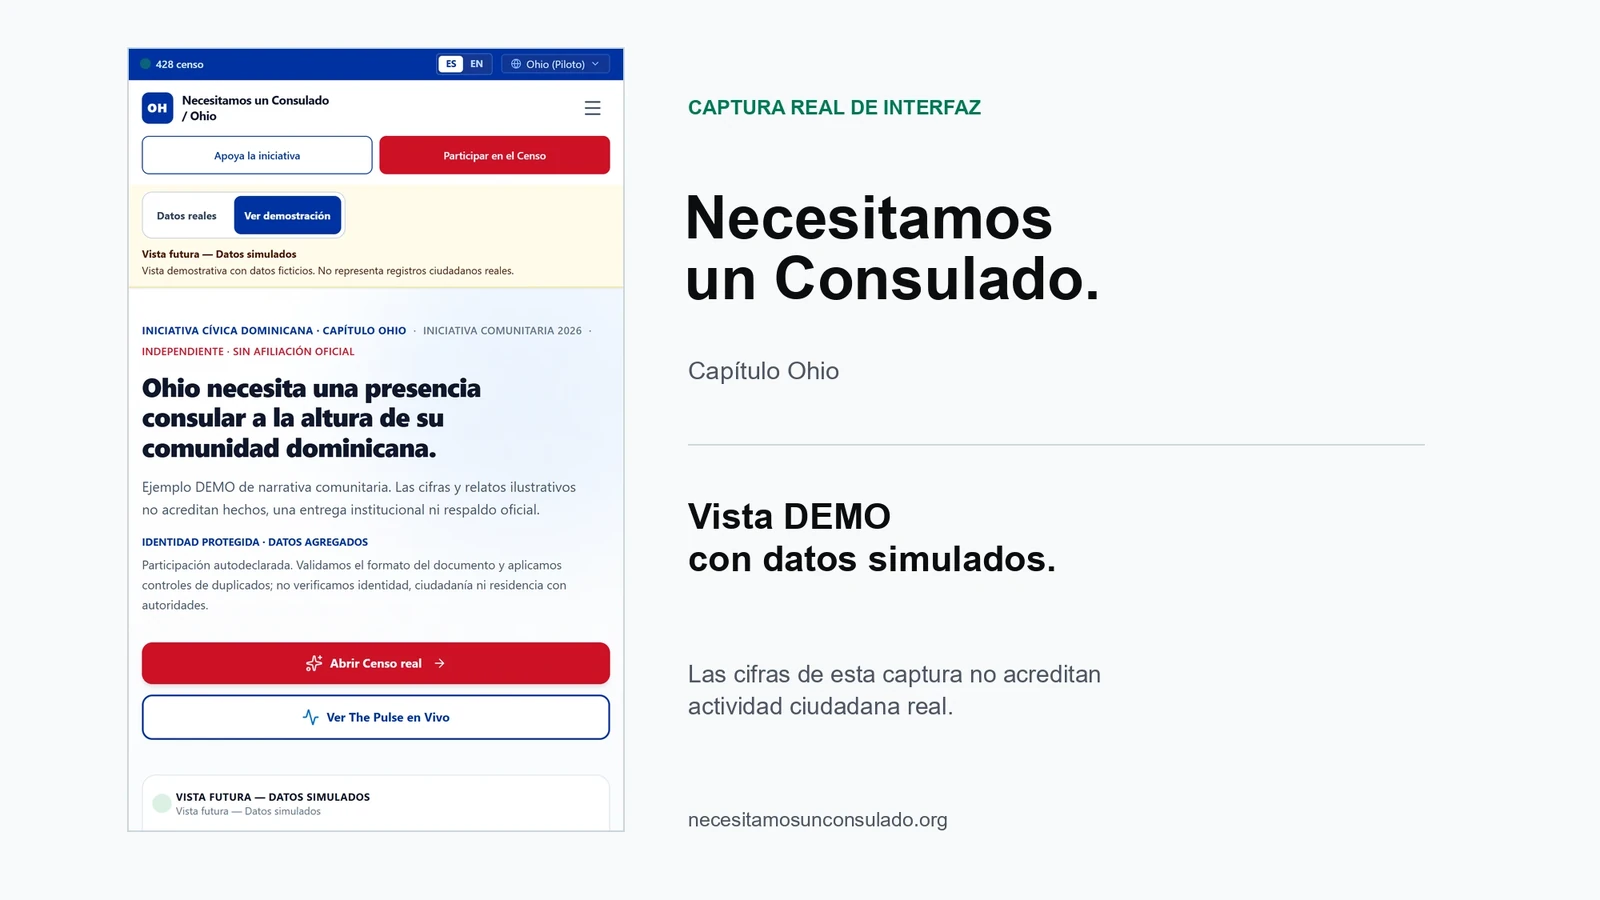 428 censo
ES EN
Ohio (Piloto)
OH
Necesitamos un Consulado
/ Ohio
Apoya la iniciativa
Participar en el Censo
Datos reales
Ver demostración
Vista futura — Datos simulados
Vista demostrativa con datos ficticios. No representa registros ciudadanos reales.
INICIATIVA CÍVICA DOMINICANA · CAPÍTULO OHIO · INICIATIVA COMUNITARIA 2026 ·
INDEPENDIENTE · SIN AFILIACIÓN OFICIAL
Ohio necesita una presencia
consular a la altura de su
comunidad dominicana.
Ejemplo DEMO de narrativa comunitaria. Las cifras y relatos ilustrativos
no acreditan hechos, una entrega institucional ni respaldo oficial.
IDENTIDAD PROTEGIDA · DATOS AGREGADOS
Participación autodeclarada. Validamos el formato del documento y aplicamos
controles de duplicados; no verificamos identidad, ciudadanía ni residencia con
autoridades.
Abrir Censo real →
Ver The Pulse en Vivo
VISTA FUTURA — DATOS SIMULADOS
Vista futura — Datos simulados
CAPTURA REAL DE INTERFAZ
Necesitamos
un Consulado.
Capítulo Ohio
Vista DEMO
con datos simulados.
Las cifras de esta captura no acreditan
actividad ciudadana real.
necesitamosunconsulado.org